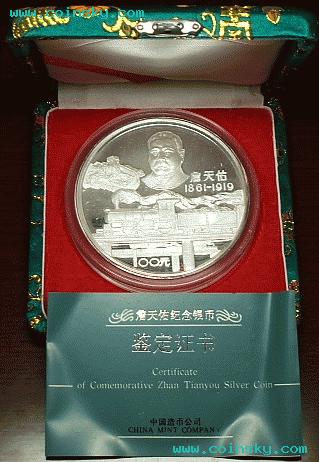 www.coinsky.com
詹天佑
1861-1919
100元
詹天佑纪念银币
鉴定证书
Certificate
of Comemorative Zhan Tianyou Silver Coin
中国造币公司
CHINA MINT COMPANY
www.coinsky.com